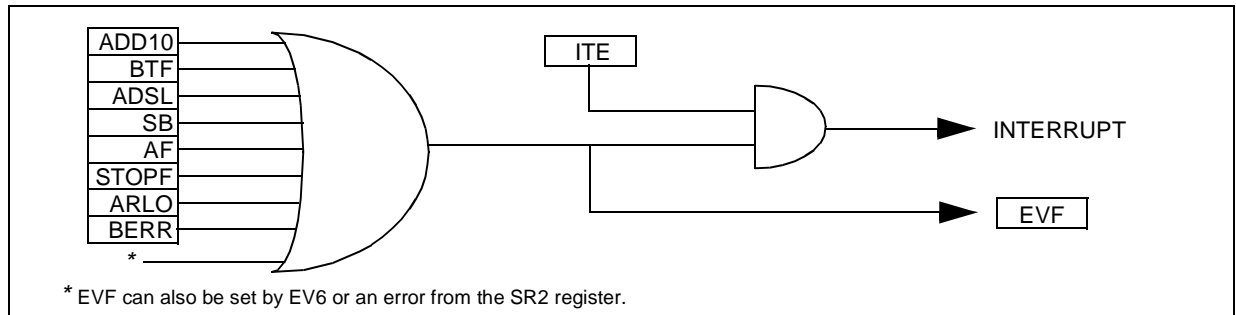 ADD10
BTF
ADSL
SB
AF
STOPF
ARLO
BERR
*
ITE
INTERRUPT
EVF
* EVF can also be set by EV6 or an error from the SR2 register.